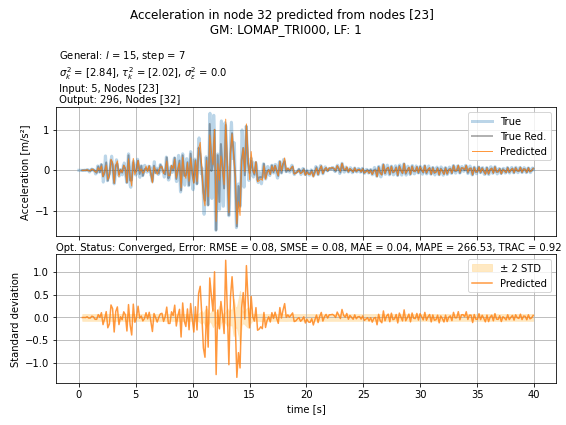 Acceleration in node 32 predicted from nodes [23]
GM: LOMAP_TRI000, LF: 1
General: l = 15, step = 7
σ²ₖ = [2.84], τ²ₖ = [2.02], σ²ε = 0.0
Input: 5, Nodes [23]
Output: 296, Nodes [32]
Acceleration [m/s²]
1
0
−1
True
True Red.
Predicted
Opt. Status: Converged, Error: RMSE = 0.08, SMSE = 0.08, MAE = 0.04, MAPE = 266.53, TRAC = 0.92
Standard deviation
1.0
0.5
0.0
−0.5
−1.0
± 2 STD
Predicted
0 5 10 15 20 25 30 35 40
time [s]